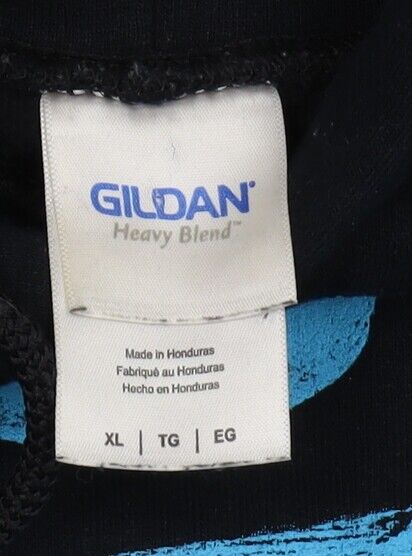 GILDAN
Heavy Blend™
Made in Honduras
Fabriqué au Honduras
Hecho en Honduras
XL | TG | EG